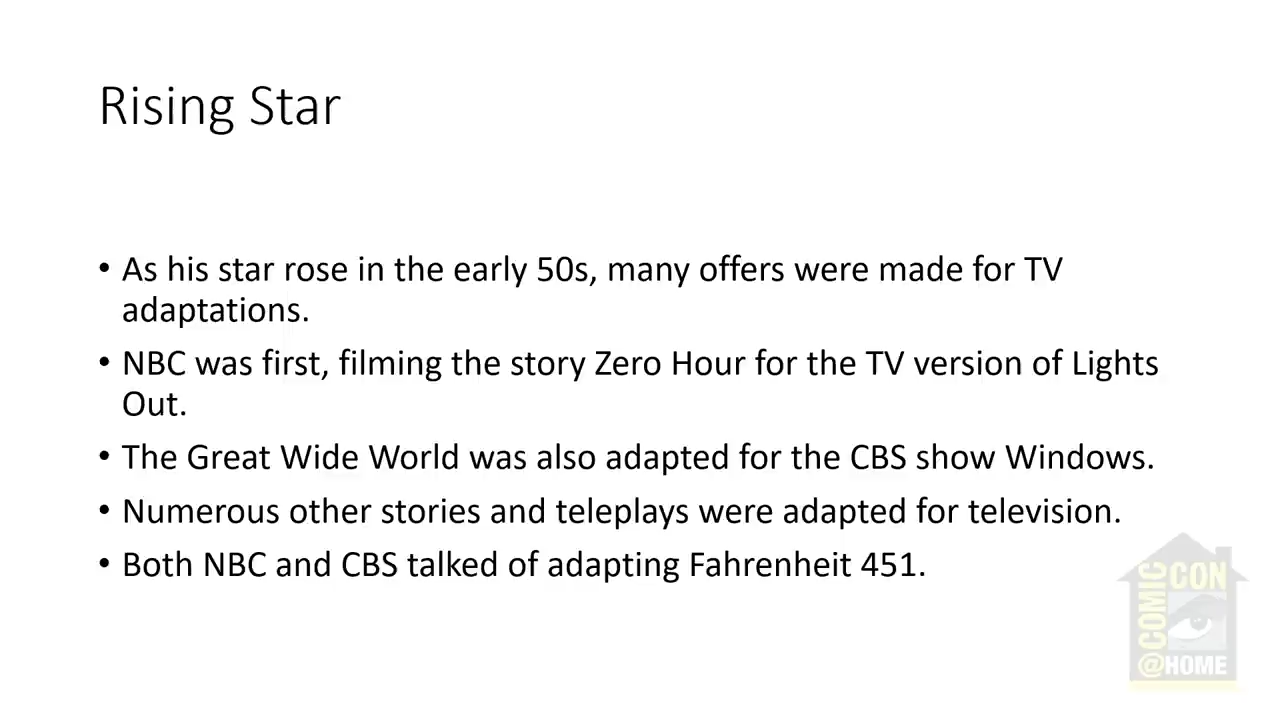 Rising Star
• As his star rose in the early 50s, many offers were made for TV
adaptations.
• NBC was first, filming the story Zero Hour for the TV version of Lights
Out.
• The Great Wide World was also adapted for the CBS show Windows.
• Numerous other stories and teleplays were adapted for television.
• Both NBC and CBS talked of adapting Fahrenheit 451.
COMIC
CON
@HOME